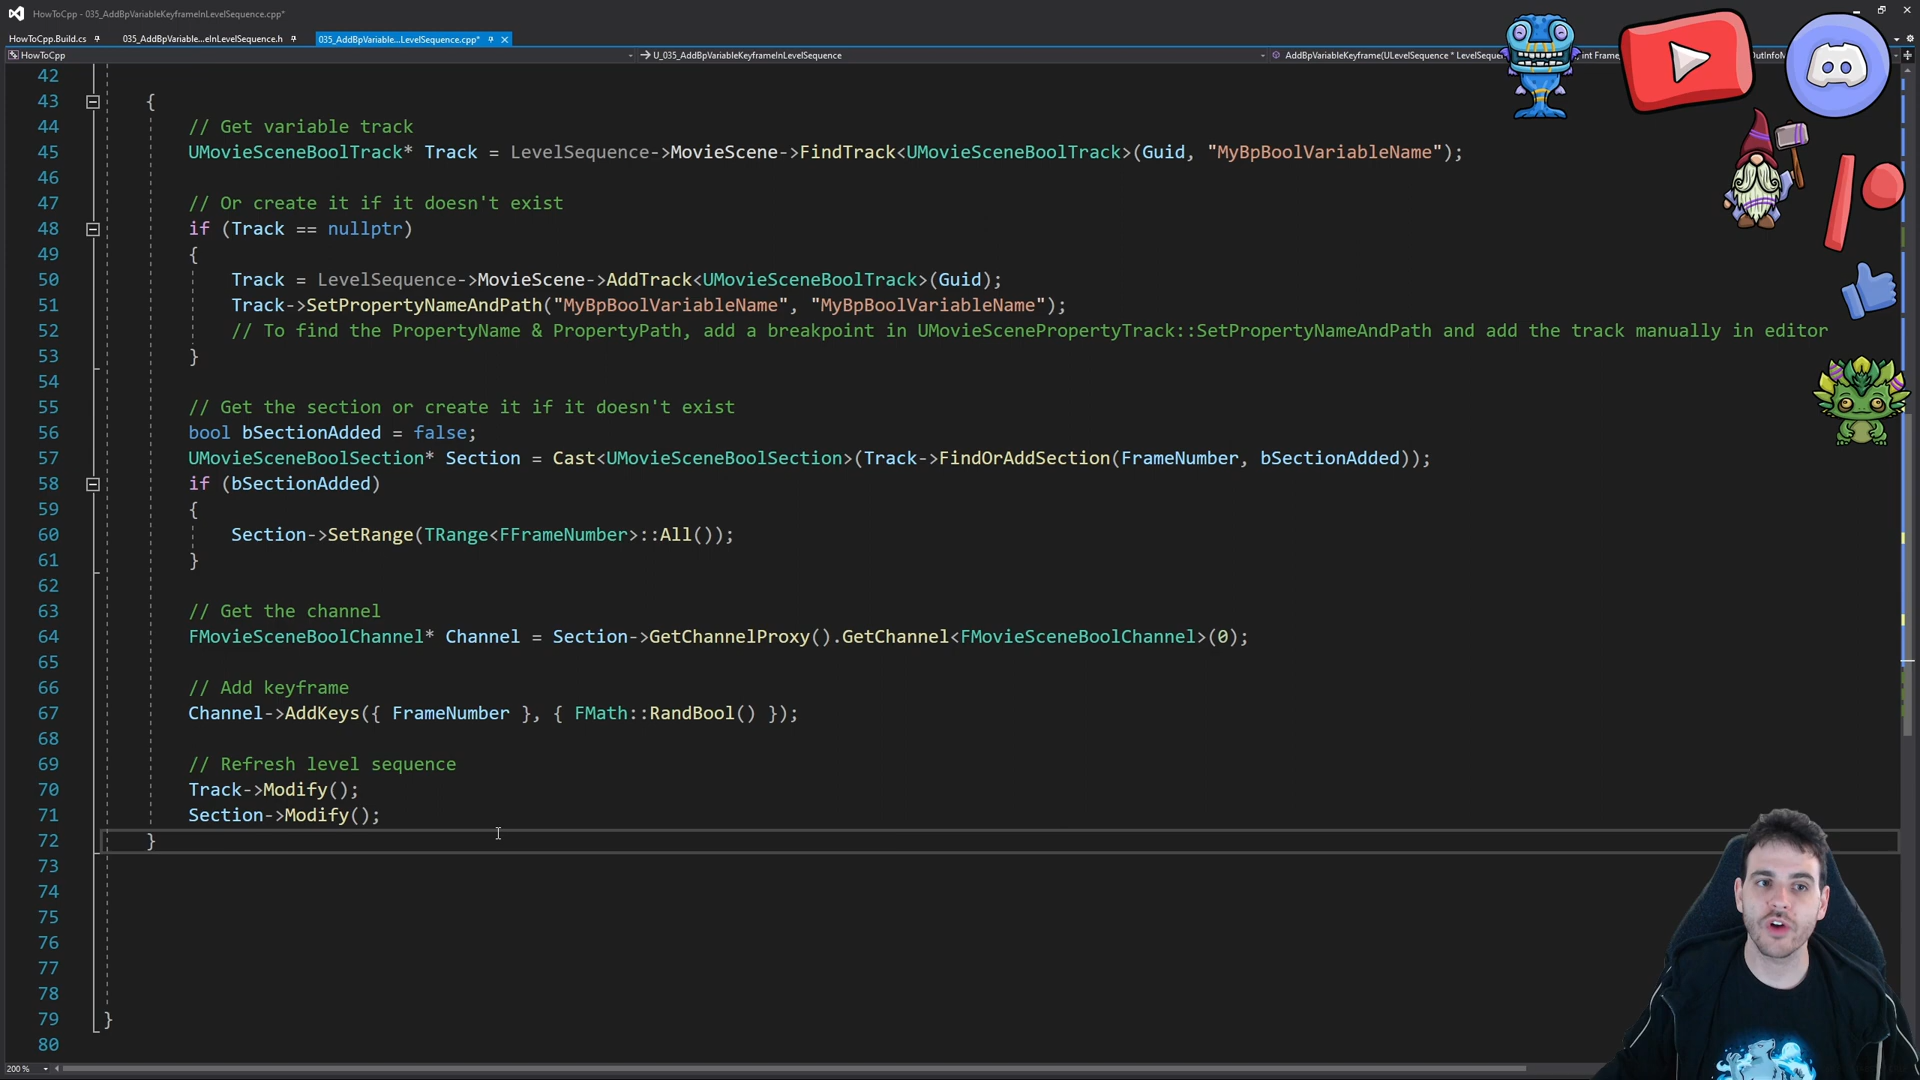 HowToCpp - 035_AddBpVariableKeyframeInLevelSequence.cpp*
HowToCpp.Build.cs
035_AddBpVariable...eInLevelSequence.h
035_AddBpVariable...LevelSequence.cpp*
HowToCpp
U_035_AddBpVariableKeyframeInLevelSequence
AddBpVariableKeyframe(ULevelSequence * LevelSeque
int Frame
OutInfoM
42
43 {
44 // Get variable track
45 UMovieSceneBoolTrack* Track = LevelSequence->MovieScene->FindTrack<UMovieSceneBoolTrack>(Guid, "MyBpBoolVariableName");
46
47 // Or create it if it doesn't exist
48 if (Track == nullptr)
49 {
50 Track = LevelSequence->MovieScene->AddTrack<UMovieSceneBoolTrack>(Guid);
51 Track->SetPropertyNameAndPath("MyBpBoolVariableName", "MyBpBoolVariableName");
52 // To find the PropertyName & PropertyPath, add a breakpoint in UMovieScenePropertyTrack::SetPropertyNameAndPath and add the track manually in editor
53 }
54
55 // Get the section or create it if it doesn't exist
56 bool bSectionAdded = false;
57 UMovieSceneBoolSection* Section = Cast<UMovieSceneBoolSection>(Track->FindOrAddSection(FrameNumber, bSectionAdded));
58 if (bSectionAdded)
59 {
60 Section->SetRange(TRange<FFrameNumber>::All());
61 }
62
63 // Get the channel
64 FMovieSceneBoolChannel* Channel = Section->GetChannelProxy().GetChannel<FMovieSceneBoolChannel>(0);
65
66 // Add keyframe
67 Channel->AddKeys({ FrameNumber }, { FMath::RandBool() });
68
69 // Refresh level sequence
70 Track->Modify();
71 Section->Modify();
72 }
73
74
75
76
77
78
79 }
80
200 %